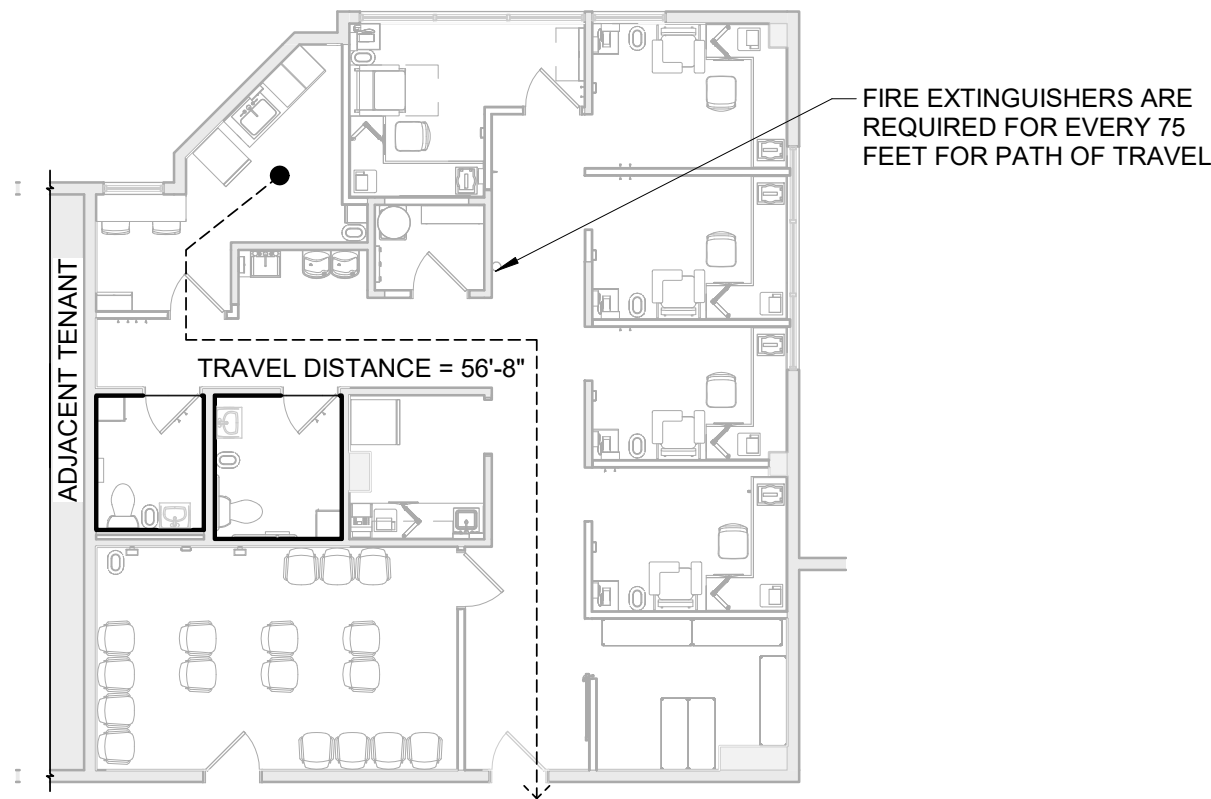 FIRE EXTINGUISHERS ARE
REQUIRED FOR EVERY 75
FEET FOR PATH OF TRAVEL
ADJACENT TENANT
TRAVEL DISTANCE = 56'-8"